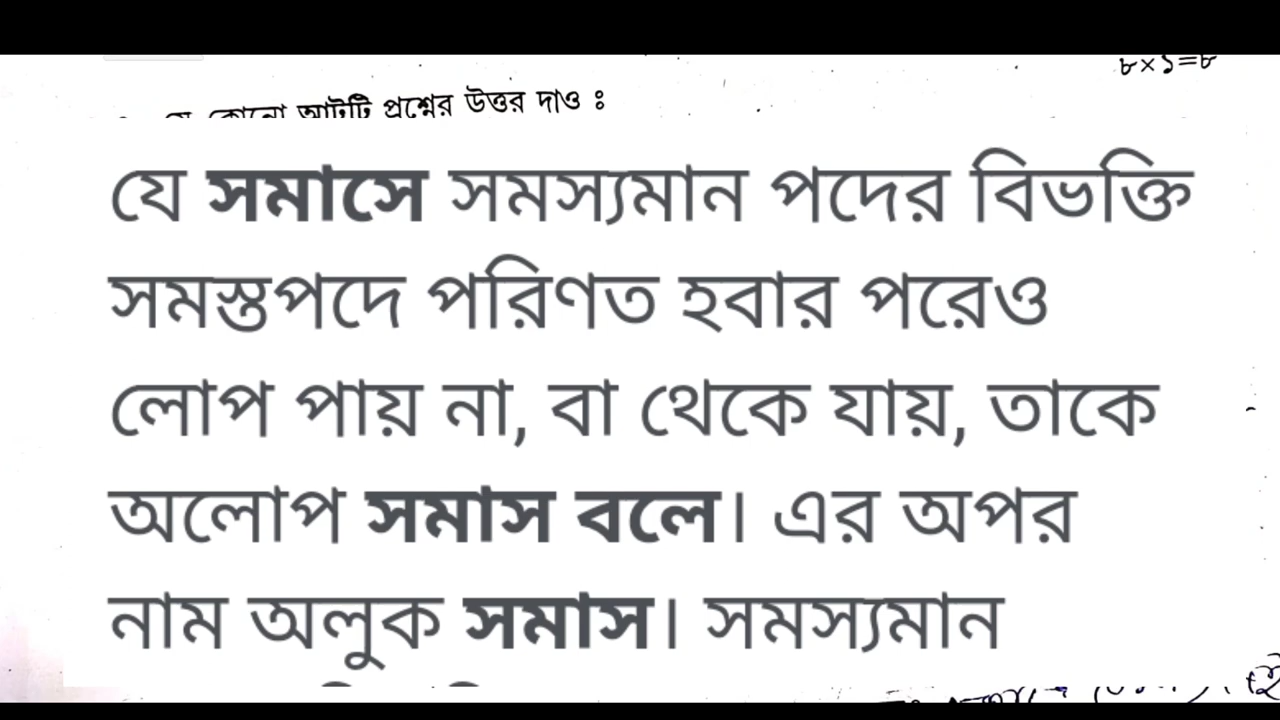 ৮×১=৮
যে কোনো আটটি প্রশ্নের উত্তর দাও ঃ
যে সমাসে সমস্যমান পদের বিভক্তি
সমস্তপদে পরিণত হবার পরেও
লোপ পায় না, বা থেকে যায়, তাকে
অলোপ সমাস বলে। এর অপর
নাম অলুক সমাস। সমস্যমান